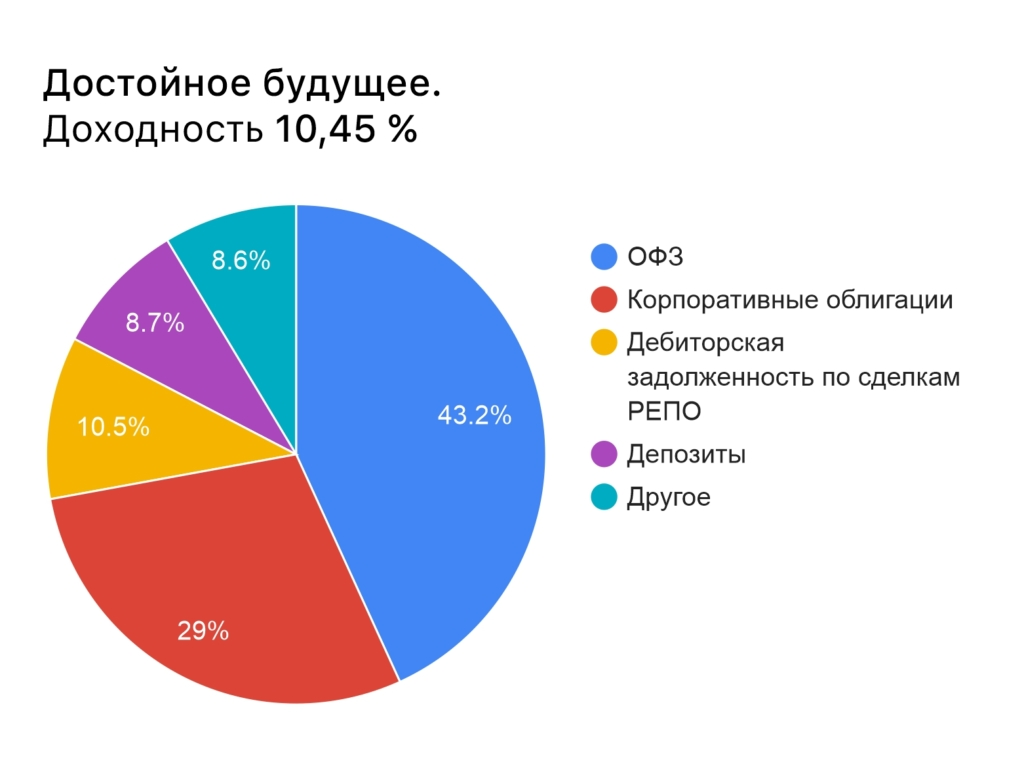 Достойное будущее.
Доходность 10,45 %
8.6%
8.7%
10.5%
43.2%
29%
ОФЗ
Корпоративные облигации
Дебиторская
задолженность по сделкам
РЕПО
Депозиты
Другое